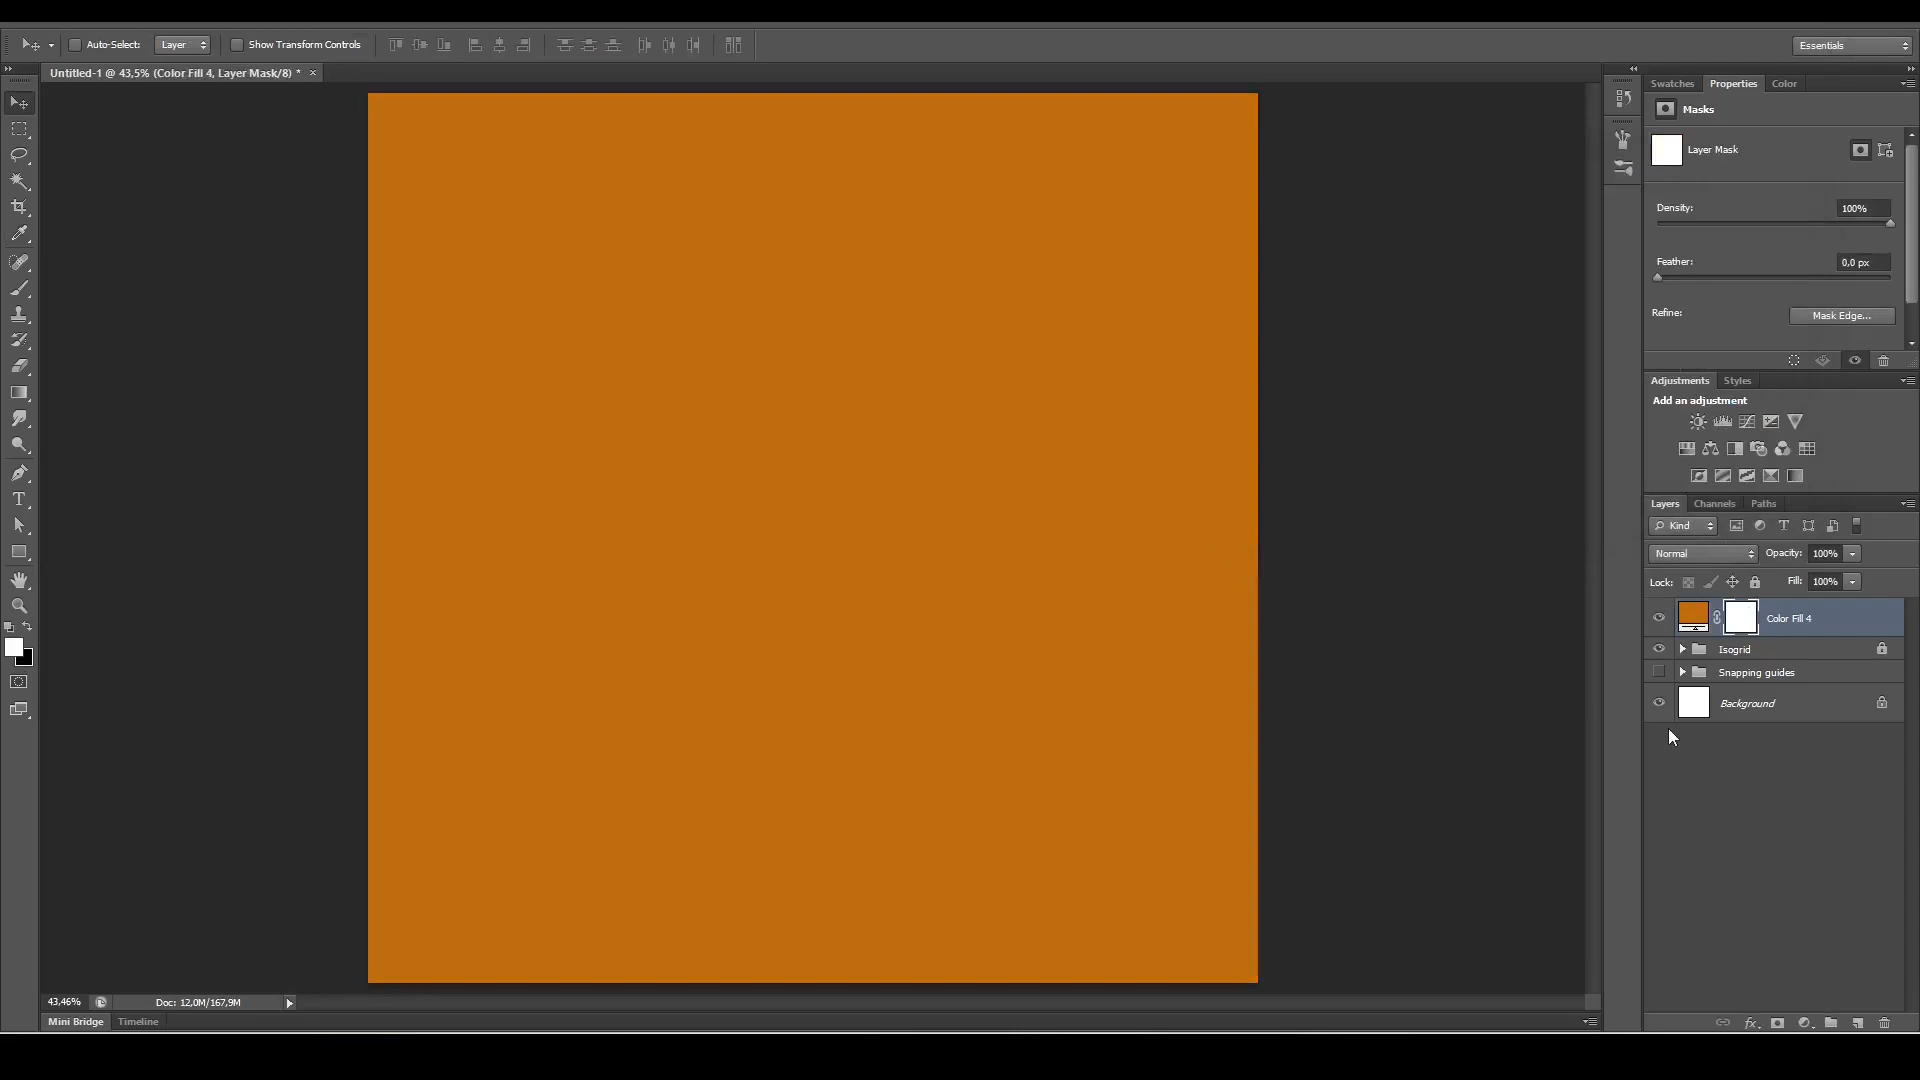 Auto-Select:
Layer
Show Transform Controls
Essentials
Untitled-1 @ 43,5% (Color Fill 4, Layer Mask/8) *
Swatches
Properties
Color
Masks
Layer Mask
Density:
100%
Feather:
0,0 px
Refine:
Mask Edge...
Adjustments
Styles
Add an adjustment
Layers
Channels
Paths
Kind
Normal
Opacity:
100%
Lock:
Fill:
100%
Color Fill 4
Isogrid
Snapping guides
Background
43,46%
Doc: 12,0M/167,9M
Mini Bridge
Timeline